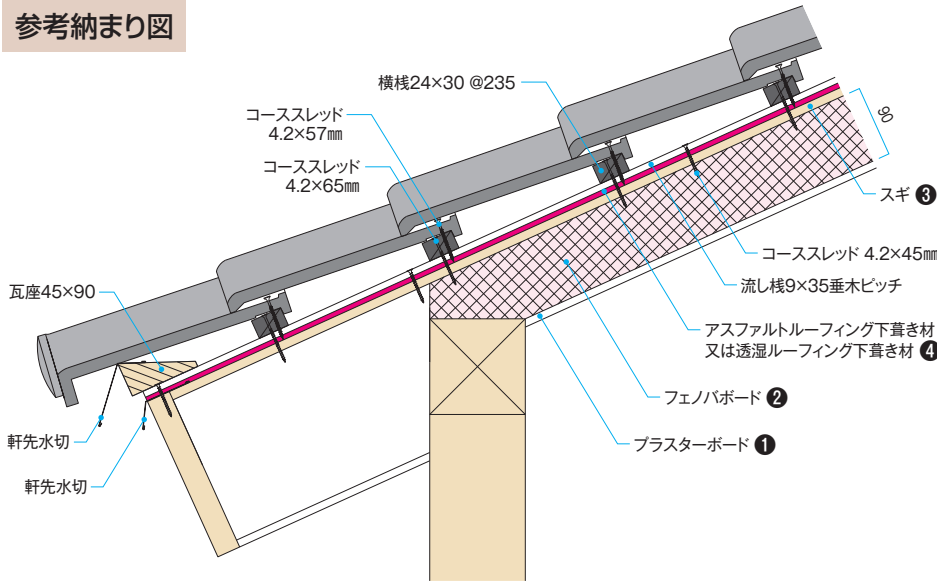 参考納まり図
横桟24×30 @235
コーススレッド
4.2×57㎜
コーススレッド
4.2×65㎜
90
スギ ❸
コーススレッド 4.2×45㎜
流し桟9×35垂木ピッチ
瓦座45×90
アスファルトルーフィング下葺き材
又は透湿ルーフィング下葺き材 ❹
フェノバボード ❷
プラスターボード ❶
軒先水切
軒先水切